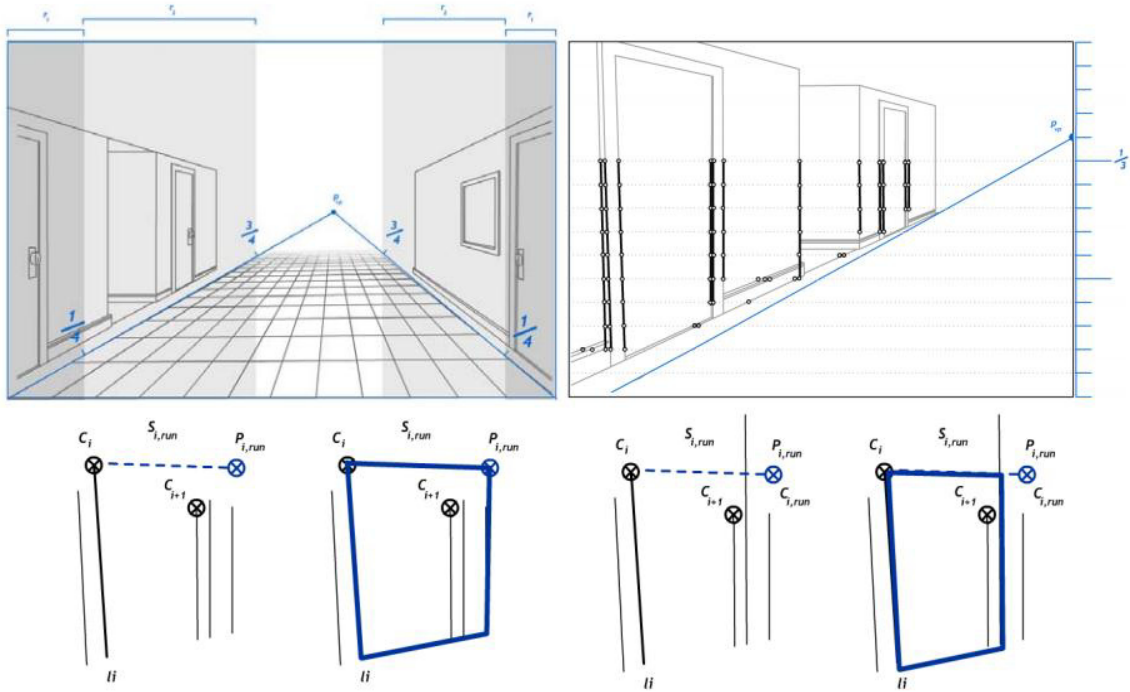 r₁ r₂ r₂ r₁
Pvp
3/4 3/4
1/4 1/4
Pvp
1/3
Cᵢ Sᵢ,run Pᵢ,run
Cᵢ₊₁
li
Cᵢ Sᵢ,run Pᵢ,run
Cᵢ₊₁
li
Cᵢ Sᵢ,run Pᵢ,run
Cᵢ₊₁ Cᵢ,run
li
Cᵢ Sᵢ,run Pᵢ,run
Cᵢ₊₁ Cᵢ,run
li